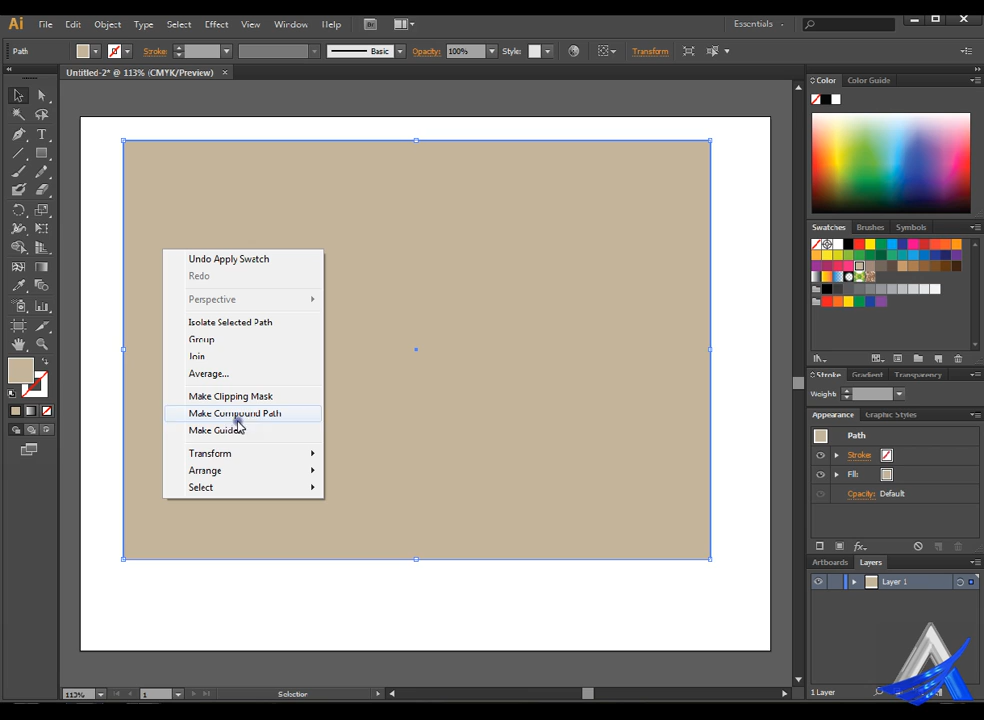 Ai File Edit Object Type Select Effect View Window Help Br Essentials
Path Stroke: Basic Opacity: 100% Style: Transform
Untitled-2* @ 113% (CMYK/Preview) ×
Color Color Guide
Swatches Brushes Symbols
Undo Apply Swatch
Redo
Perspective
Isolate Selected Path
Group
Join
Average...
Make Clipping Mask
Make Compound Path
Make Guides
Transform
Arrange
Select
Stroke Gradient Transparency
Weight:
Appearance Graphic Styles
Path
Stroke:
Fill:
Opacity: Default
fx.
Artboards Layers
Layer 1
1 Layer
113% 1 Selection